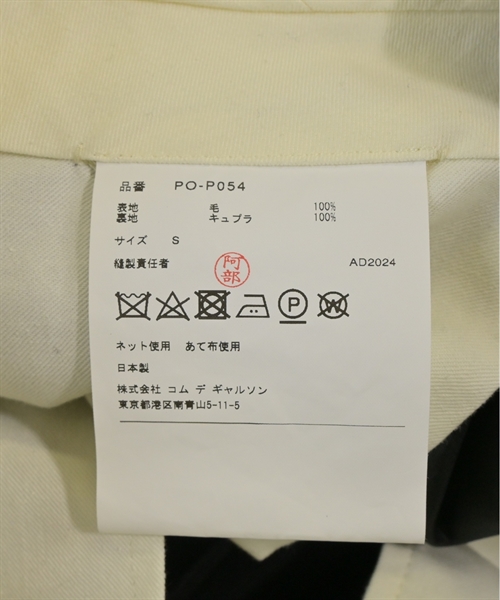 品番 PO-P054
表地 毛 100%
裏地 キュプラ 100%
サイズ S
縫製責任者 阿部 AD2024
P W
ネット使用 あて布使用
日本製
株式会社 コム デ ギャルソン
東京都港区南青山5-11-5